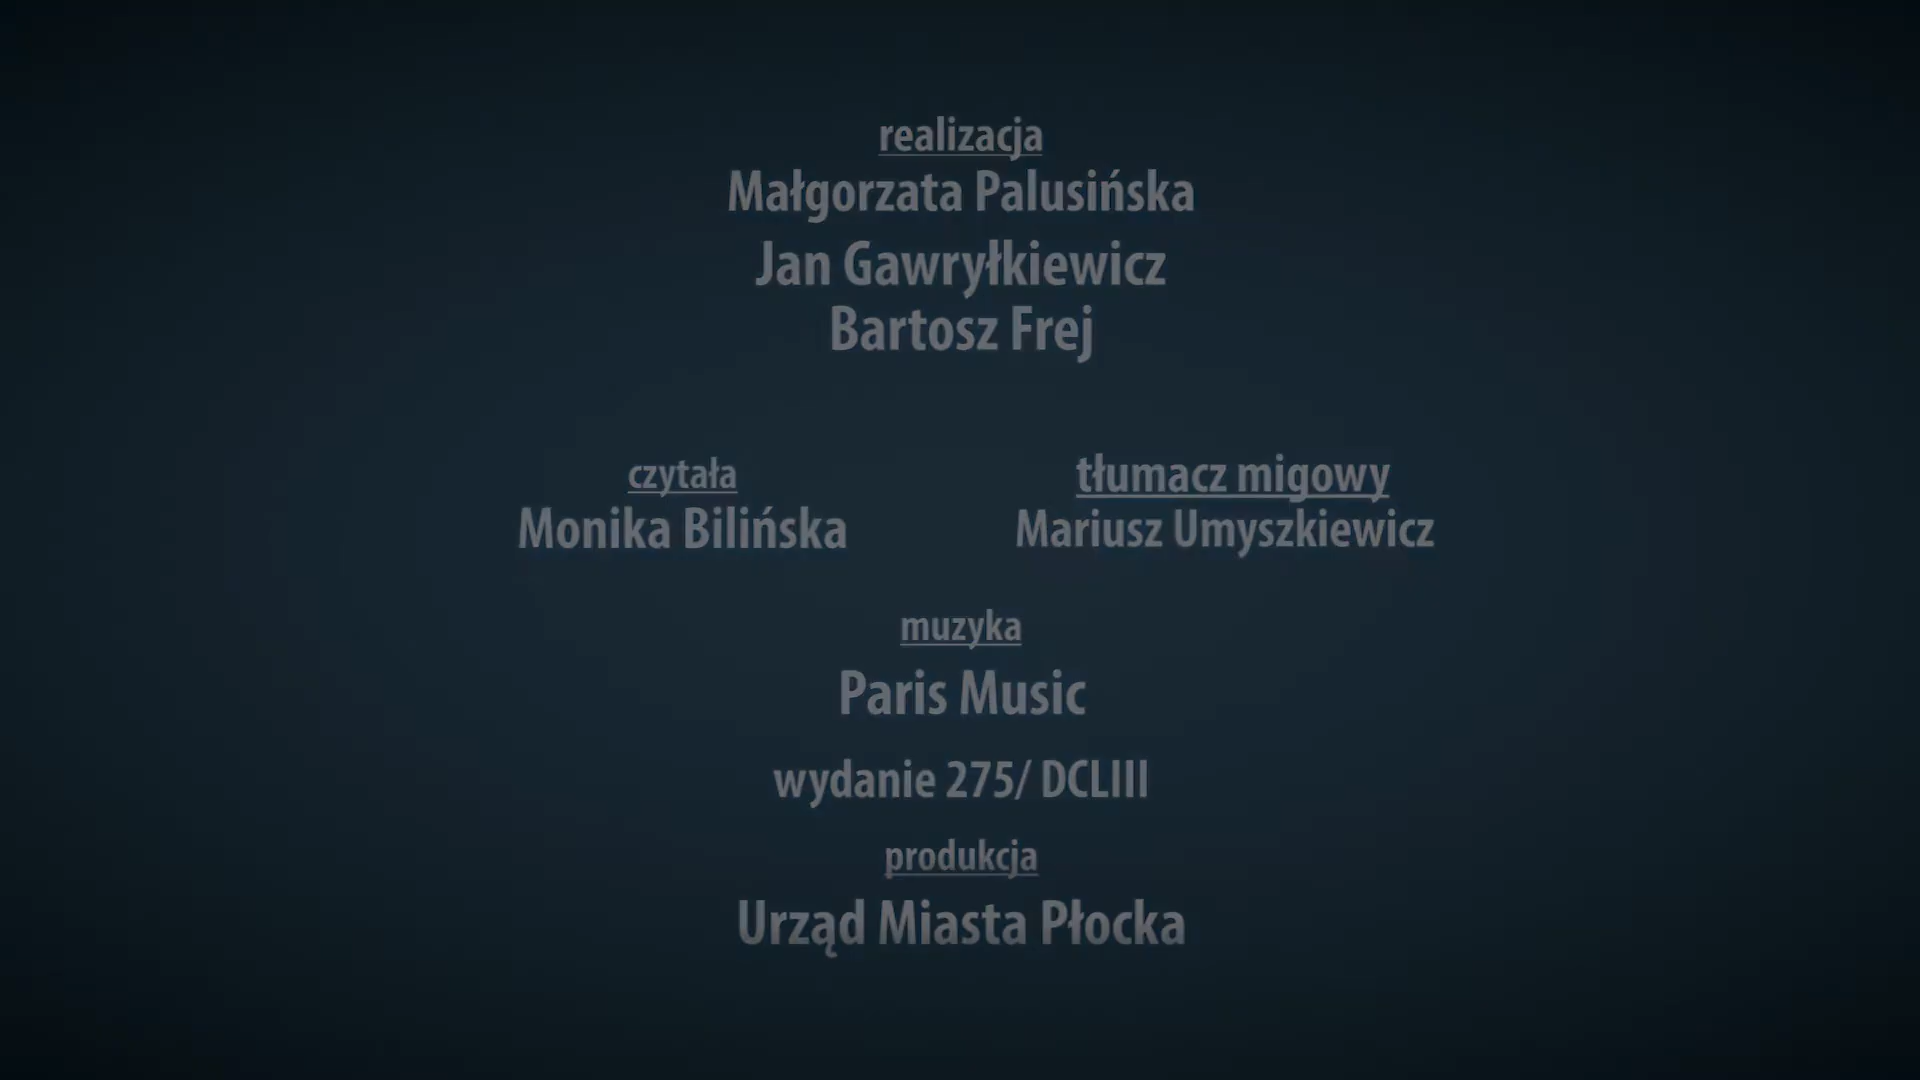 realizacja
Małgorzata Palusińska
Jan Gawryłkiewicz
Bartosz Frej
czytała
Monika Bilińska
tłumacz migowy
Mariusz Umyszkiewicz
muzyka
Paris Music
wydanie 275/ DCLIII
produkcja
Urząd Miasta Płocka